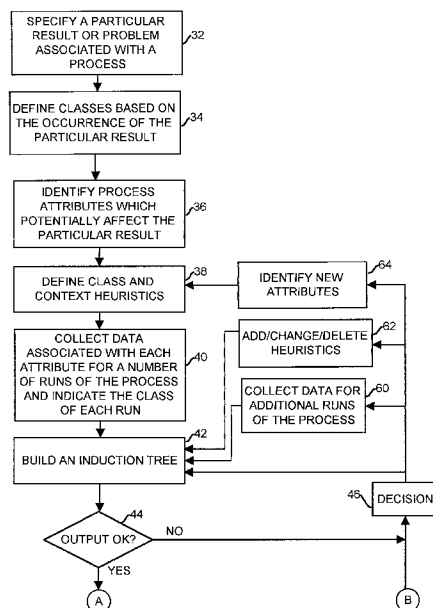 SPECIFY A PARTICULAR
RESULT OR PROBLEM
ASSOCIATED WITH A
PROCESS
32
DEFINE CLASSES BASED ON
THE OCCURRENCE OF THE
PARTICULAR RESULT
34
IDENTIFY PROCESS
ATTRIBUTES WHICH
POTENTIALLY AFFECT THE
PARTICULAR RESULT
36
DEFINE CLASS AND
CONTEXT HEURISTICS
38
IDENTIFY NEW
ATTRIBUTES
64
COLLECT DATA
ASSOCIATED WITH EACH
ATTRIBUTE FOR A NUMBER
OF RUNS OF THE PROCESS
AND INDICATE THE CLASS
OF EACH RUN
40
ADD/CHANGE/DELETE
HEURISTICS
62
COLLECT DATA FOR
ADDITIONAL RUNS
OF THE PROCESS
60
BUILD AN INDUCTION TREE
42
DECISION
46
OUTPUT OK?
44
NO
YES
A
B